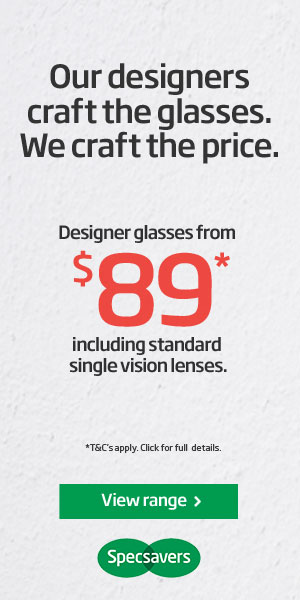 Our designers
craft the glasses.
We craft the price.
Designer glasses from
$89*
including standard
single vision lenses.
*T&C's apply. Click for full details.
View range >
Specsavers